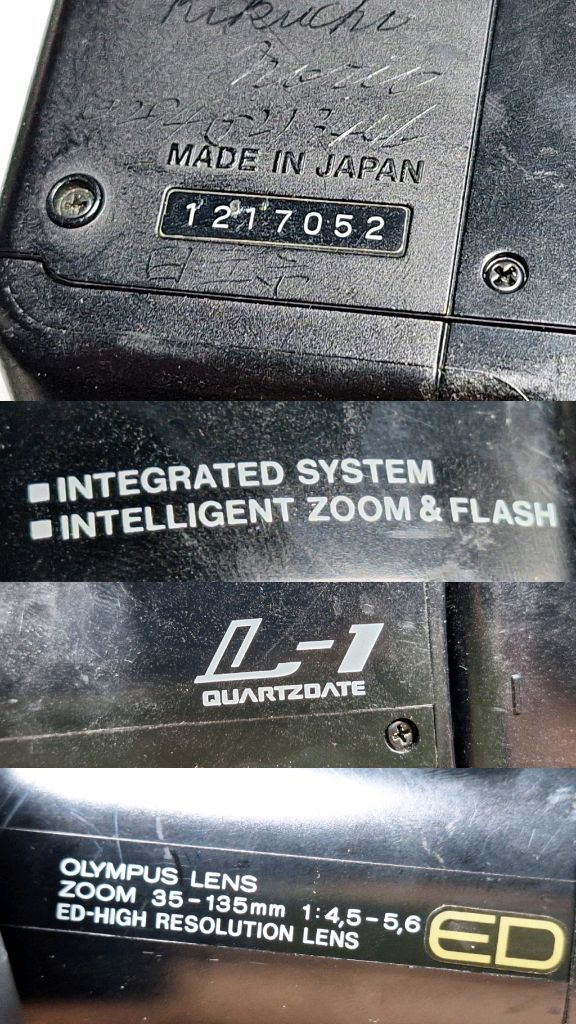 Kikuchi
MADE IN JAPAN
1217052
INTEGRATED SYSTEM
INTELLIGENT ZOOM & FLASH
L-1
QUARTZDATE
OLYMPUS LENS
ZOOM 35-135mm 1:4,5-5,6
ED-HIGH RESOLUTION LENS
ED